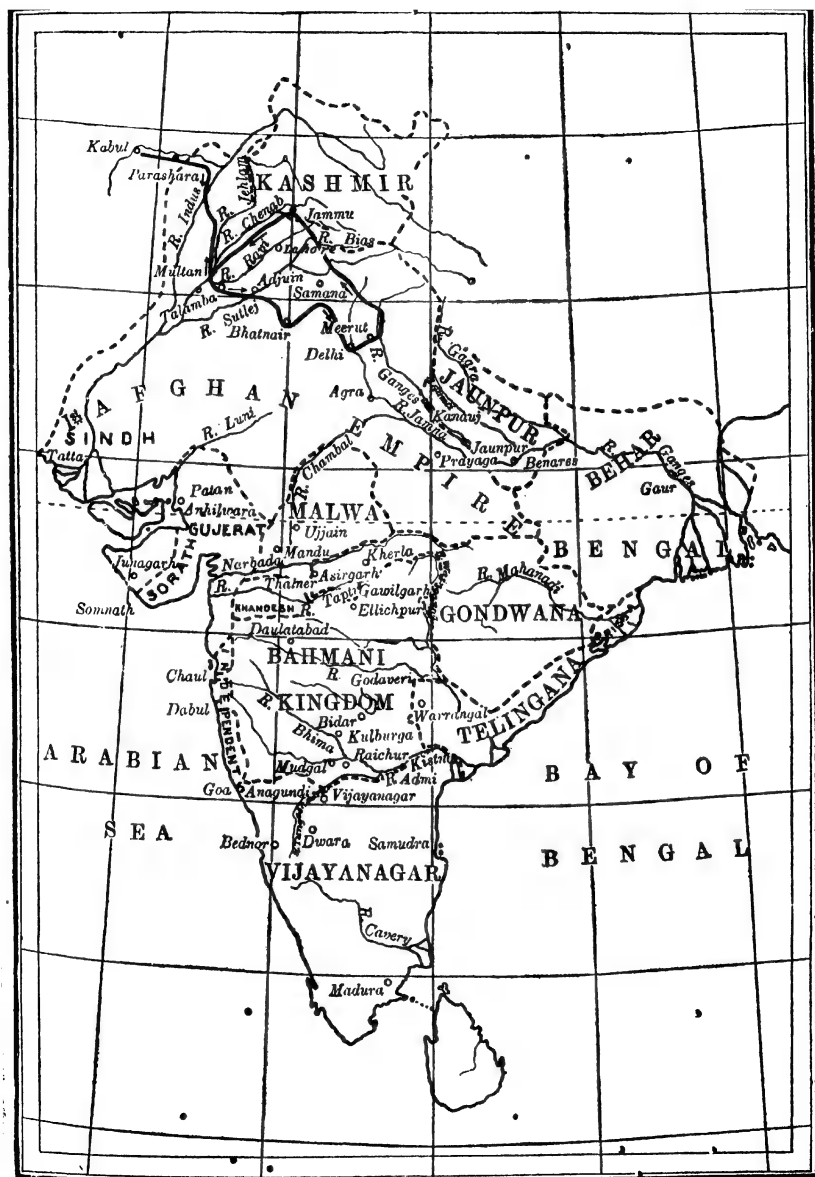 Kabul
Parashara
KASHMIR
R. Indus
R. Jehlam
R. Chenab
Jammu
R. Bias
R. Ravi
Lahore
Multan
Adjuin
Samana
Talamba
R. Sutlej
Bhatnair
Meerut
Delhi
R. Ganges
R. Gagra
JAUNPUR
AFGHAN
Agra
R. Jamna
Kanauj
SINDH
R. Luni
EMPIRE
Jaunpur
R. Ganges
BEHAR
Tatta
R. Chambal
Prayaga
Benares
Gaur
Patan
Anhilwara
MALWA
GUJERAT
Ujjain
BENGAL
Junagarh
SORATH
Mandu
Kherla
Narbada R.
Thalner
Asirgarh
R. Mahanadi
Somnath
Tapti R.
Gawilgarh
KHANDESH
Ellichpur
GONDWANA
Daulatabad
BAHMANI
TELINGANA
Chaul
R. Godaveri
INDEPENDENT
KINGDOM
Dabul
R. Bhima
Bidar
Warrangal
Kulburga
ARABIAN
Mudgal
Raichur
R. Kistna
Admi
BAY OF
Goa
Anagundi
Vijayanagar
SEA
Bednor
Dwara Samudra
BENGAL
VIJAYANAGAR
R. Cavery
Madura